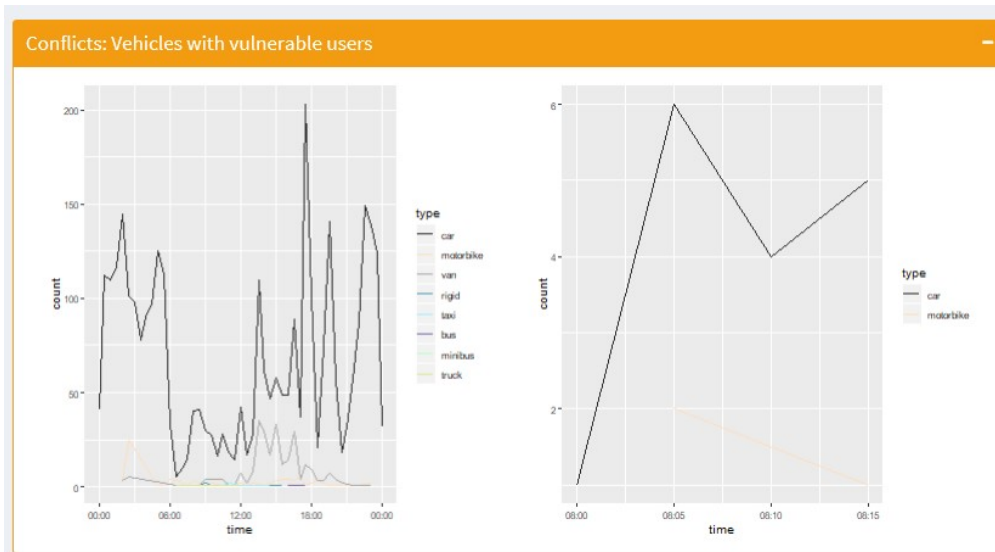 Conflicts: Vehicles with vulnerable users
200
150
100
50
0
count
00:00 06:00 12:00 18:00 00:00
time
type
car
motorbike
van
rigid
taxi
bus
minibus
truck
6
4
2
count
08:00 08:05 08:10 08:15
time
type
car
motorbike